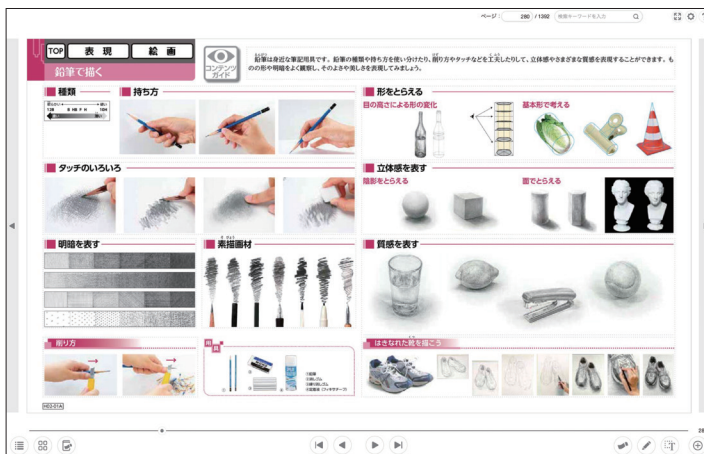 ページ: 280 / 1392 検索キーワードを入力
TOP 表 現 絵 画
鉛筆で描く
コンテンツ
ガイド
鉛筆は身近な筆記用具です。鉛筆の種類や持ち方を使い分けたり、削り方やタッチなどを工夫したりして、立体感やさまざまな質感を表現することができます。も
のの形や明暗をよく観察し、そのよさや美しさを表現してみましょう。
種類
持ち方
形をとらえる
目の高さによる形の変化
基本形で考える
タッチのいろいろ
立体感を表す
陰影をとらえる
面でとらえる
明暗を表す
素描画材
質感を表す
削り方
用具
はきなれた靴を描こう
H02-01A